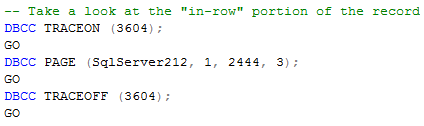 -- Take a look at the "in-row" portion of the record
DBCC TRACEON (3604);
GO
DBCC PAGE (SqlServer212, 1, 2444, 3);
GO
DBCC TRACEOFF (3604);
GO